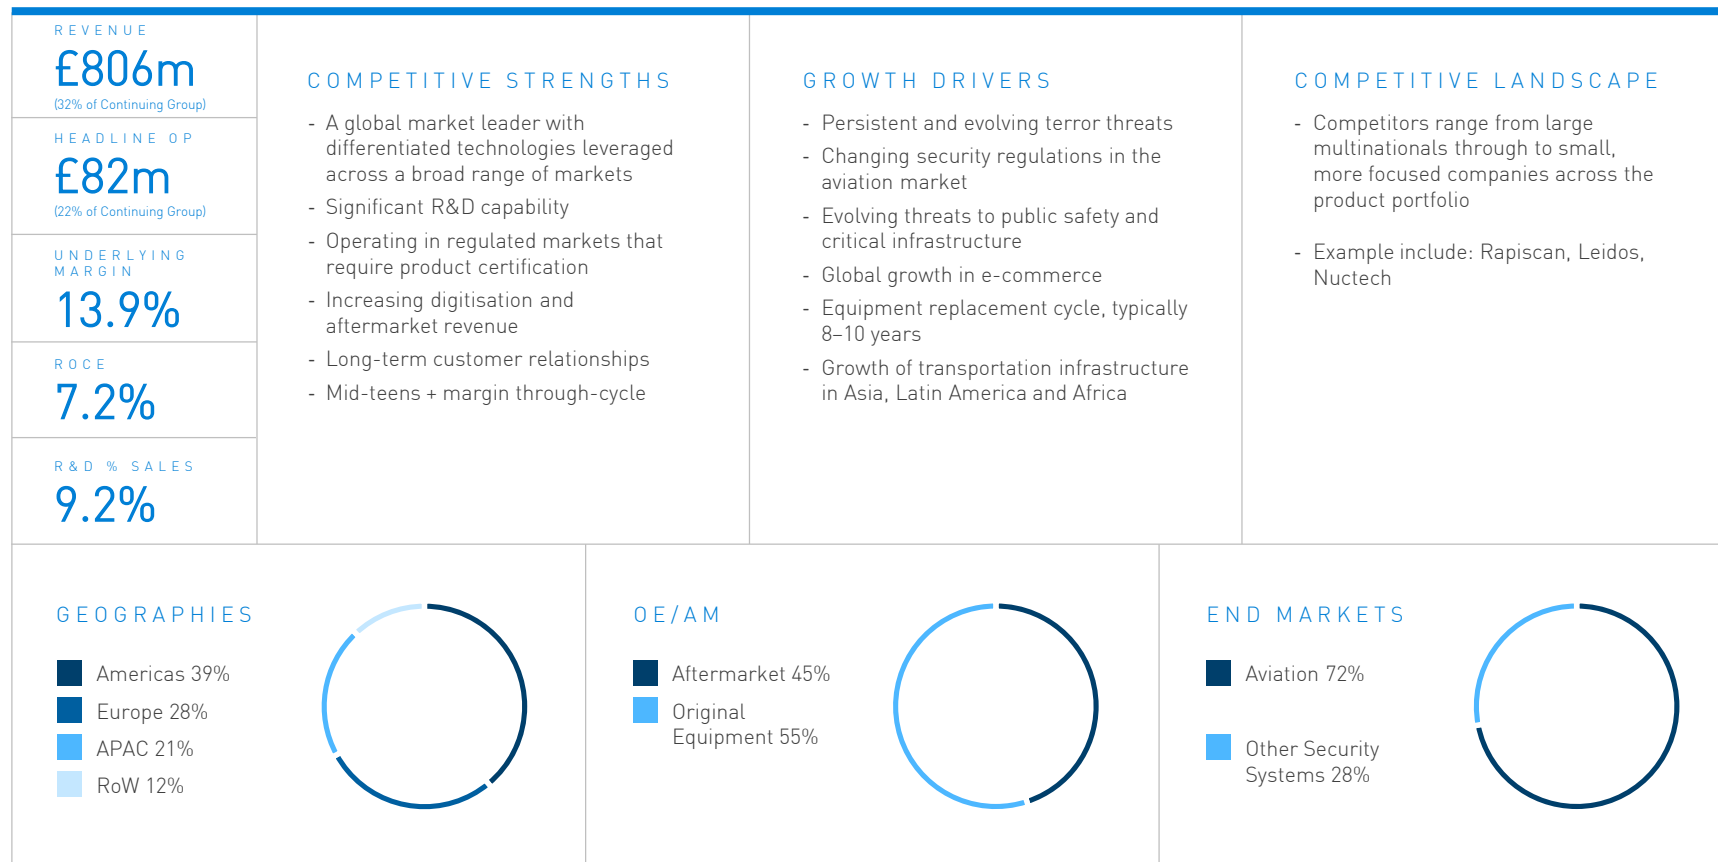 REVENUE
£806m
(32% of Continuing Group)
HEADLINE OP
£82m
(22% of Continuing Group)
UNDERLYING
MARGIN
13.9%
ROCE
7.2%
R&D % SALES
9.2%
COMPETITIVE STRENGTHS
- A global market leader with
differentiated technologies leveraged
across a broad range of markets
- Significant R&D capability
- Operating in regulated markets that
require product certification
- Increasing digitisation and
aftermarket revenue
- Long-term customer relationships
- Mid-teens + margin through-cycle
GROWTH DRIVERS
- Persistent and evolving terror threats
- Changing security regulations in the
aviation market
- Evolving threats to public safety and
critical infrastructure
- Global growth in e-commerce
- Equipment replacement cycle, typically
8–10 years
- Growth of transportation infrastructure
in Asia, Latin America and Africa
COMPETITIVE LANDSCAPE
- Competitors range from large
multinationals through to small,
more focused companies across the
product portfolio
- Example include: Rapiscan, Leidos,
Nuctech
GEOGRAPHIES
Americas 39%
Europe 28%
APAC 21%
RoW 12%
OE/AM
Aftermarket 45%
Original
Equipment 55%
END MARKETS
Aviation 72%
Other Security
Systems 28%